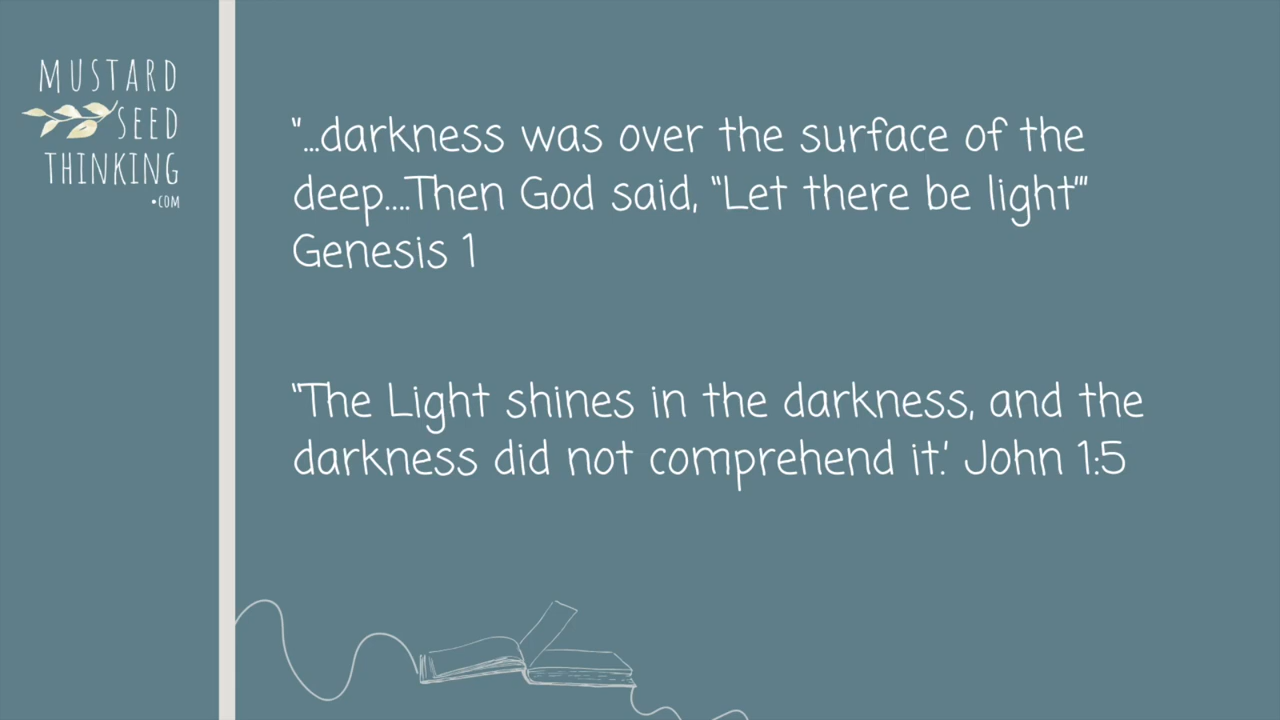 MUSTARD
SEED
THINKING
.COM
"...darkness was over the surface of the
deep....Then God said, "Let there be light'"
Genesis 1
"The Light shines in the darkness, and the
darkness did not comprehend it.' John 1:5